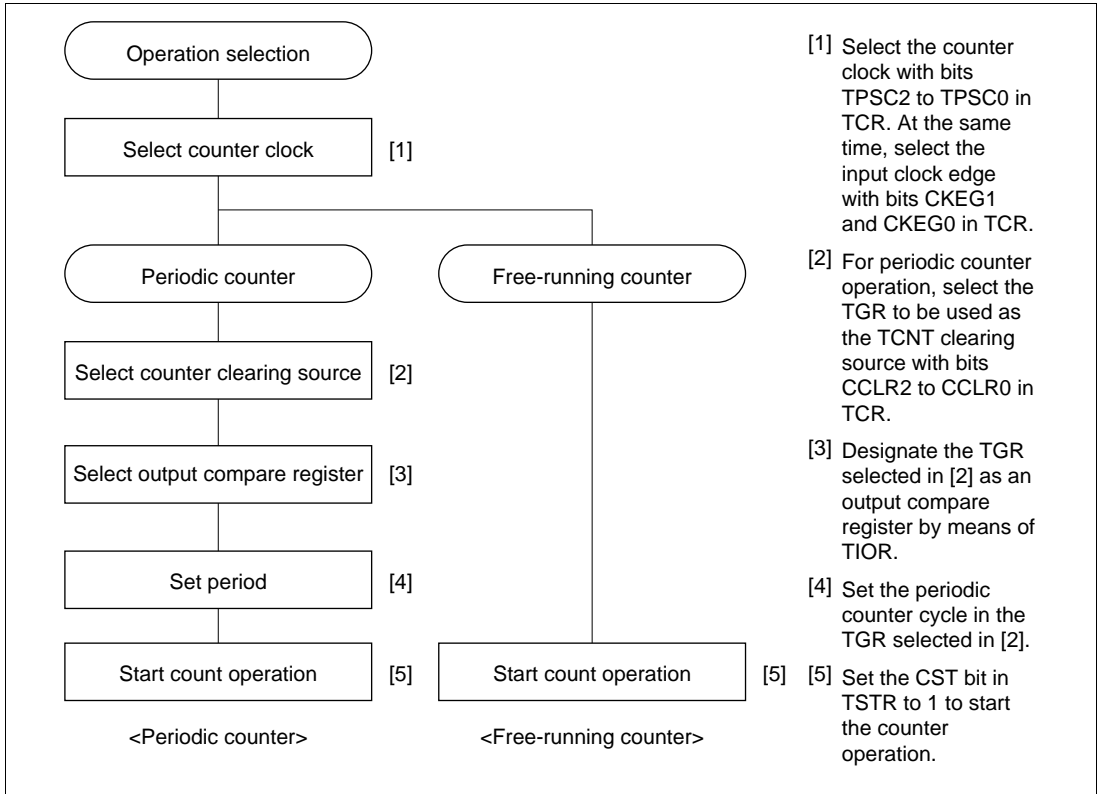 Operation selection
Select counter clock [1]
Periodic counter
Free-running counter
Select counter clearing source [2]
Select output compare register [3]
Set period [4]
Start count operation [5]
Start count operation [5]
<Periodic counter>
<Free-running counter>
[1] Select the counter
clock with bits
TPSC2 to TPSC0 in
TCR. At the same
time, select the
input clock edge
with bits CKEG1
and CKEG0 in TCR.
[2] For periodic counter
operation, select the
TGR to be used as
the TCNT clearing
source with bits
CCLR2 to CCLR0 in
TCR.
[3] Designate the TGR
selected in [2] as an
output compare
register by means of
TIOR.
[4] Set the periodic
counter cycle in the
TGR selected in [2].
[5] Set the CST bit in
TSTR to 1 to start
the counter
operation.